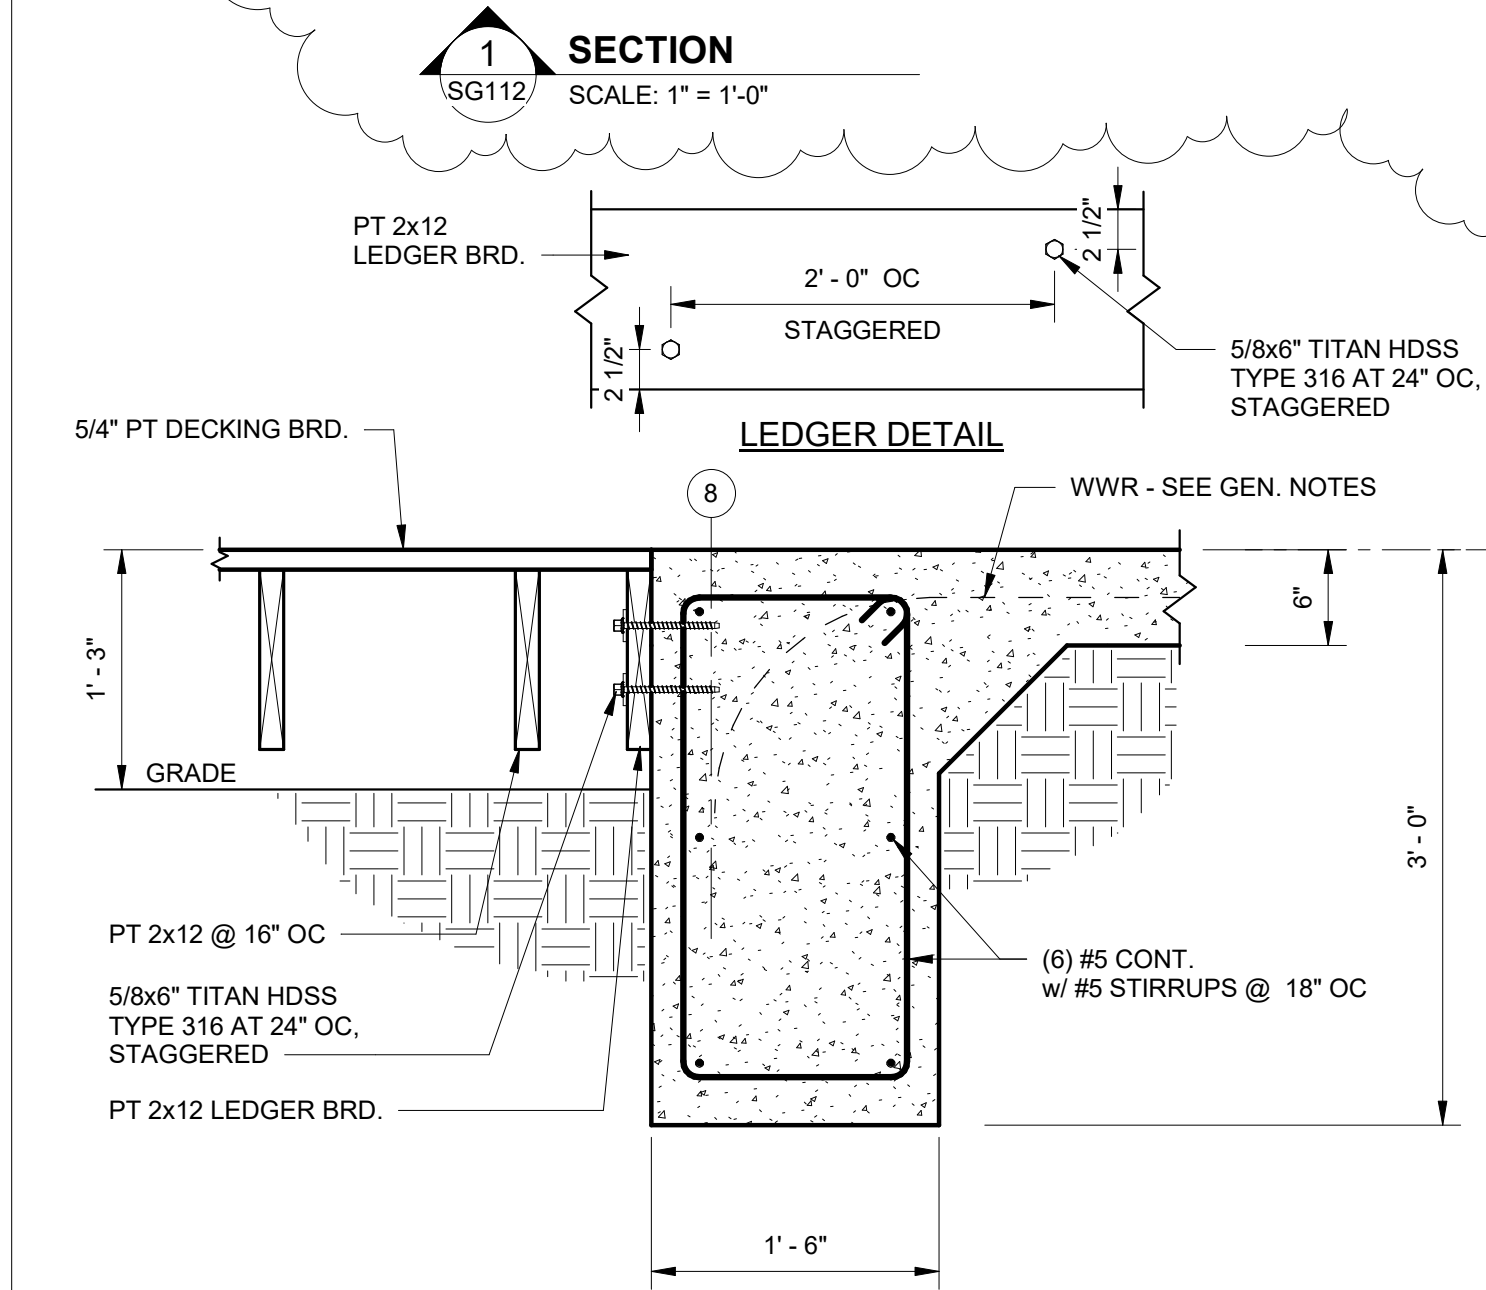 1
SG112
SECTION
SCALE: 1" = 1'-0"
PT 2x12
LEDGER BRD.
2 1/2"
2' - 0" OC
STAGGERED
2 1/2"
5/8x6" TITAN HDSS
TYPE 316 AT 24" OC,
STAGGERED
5/4" PT DECKING BRD.
LEDGER DETAIL
8
WWR - SEE GEN. NOTES
6"
1' - 3"
GRADE
3' - 0"
PT 2x12 @ 16" OC
(6) #5 CONT.
w/ #5 STIRRUPS @ 18" OC
5/8x6" TITAN HDSS
TYPE 316 AT 24" OC,
STAGGERED
PT 2x12 LEDGER BRD.
1' - 6"